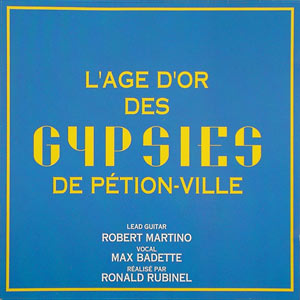 L'AGE D'OR
DES
GYPSIES
DE PÉTION-VILLE
LEAD GUITAR
ROBERT MARTINO
VOCAL
MAX BADETTE
RÉALISÉ PAR
RONALD RUBINEL